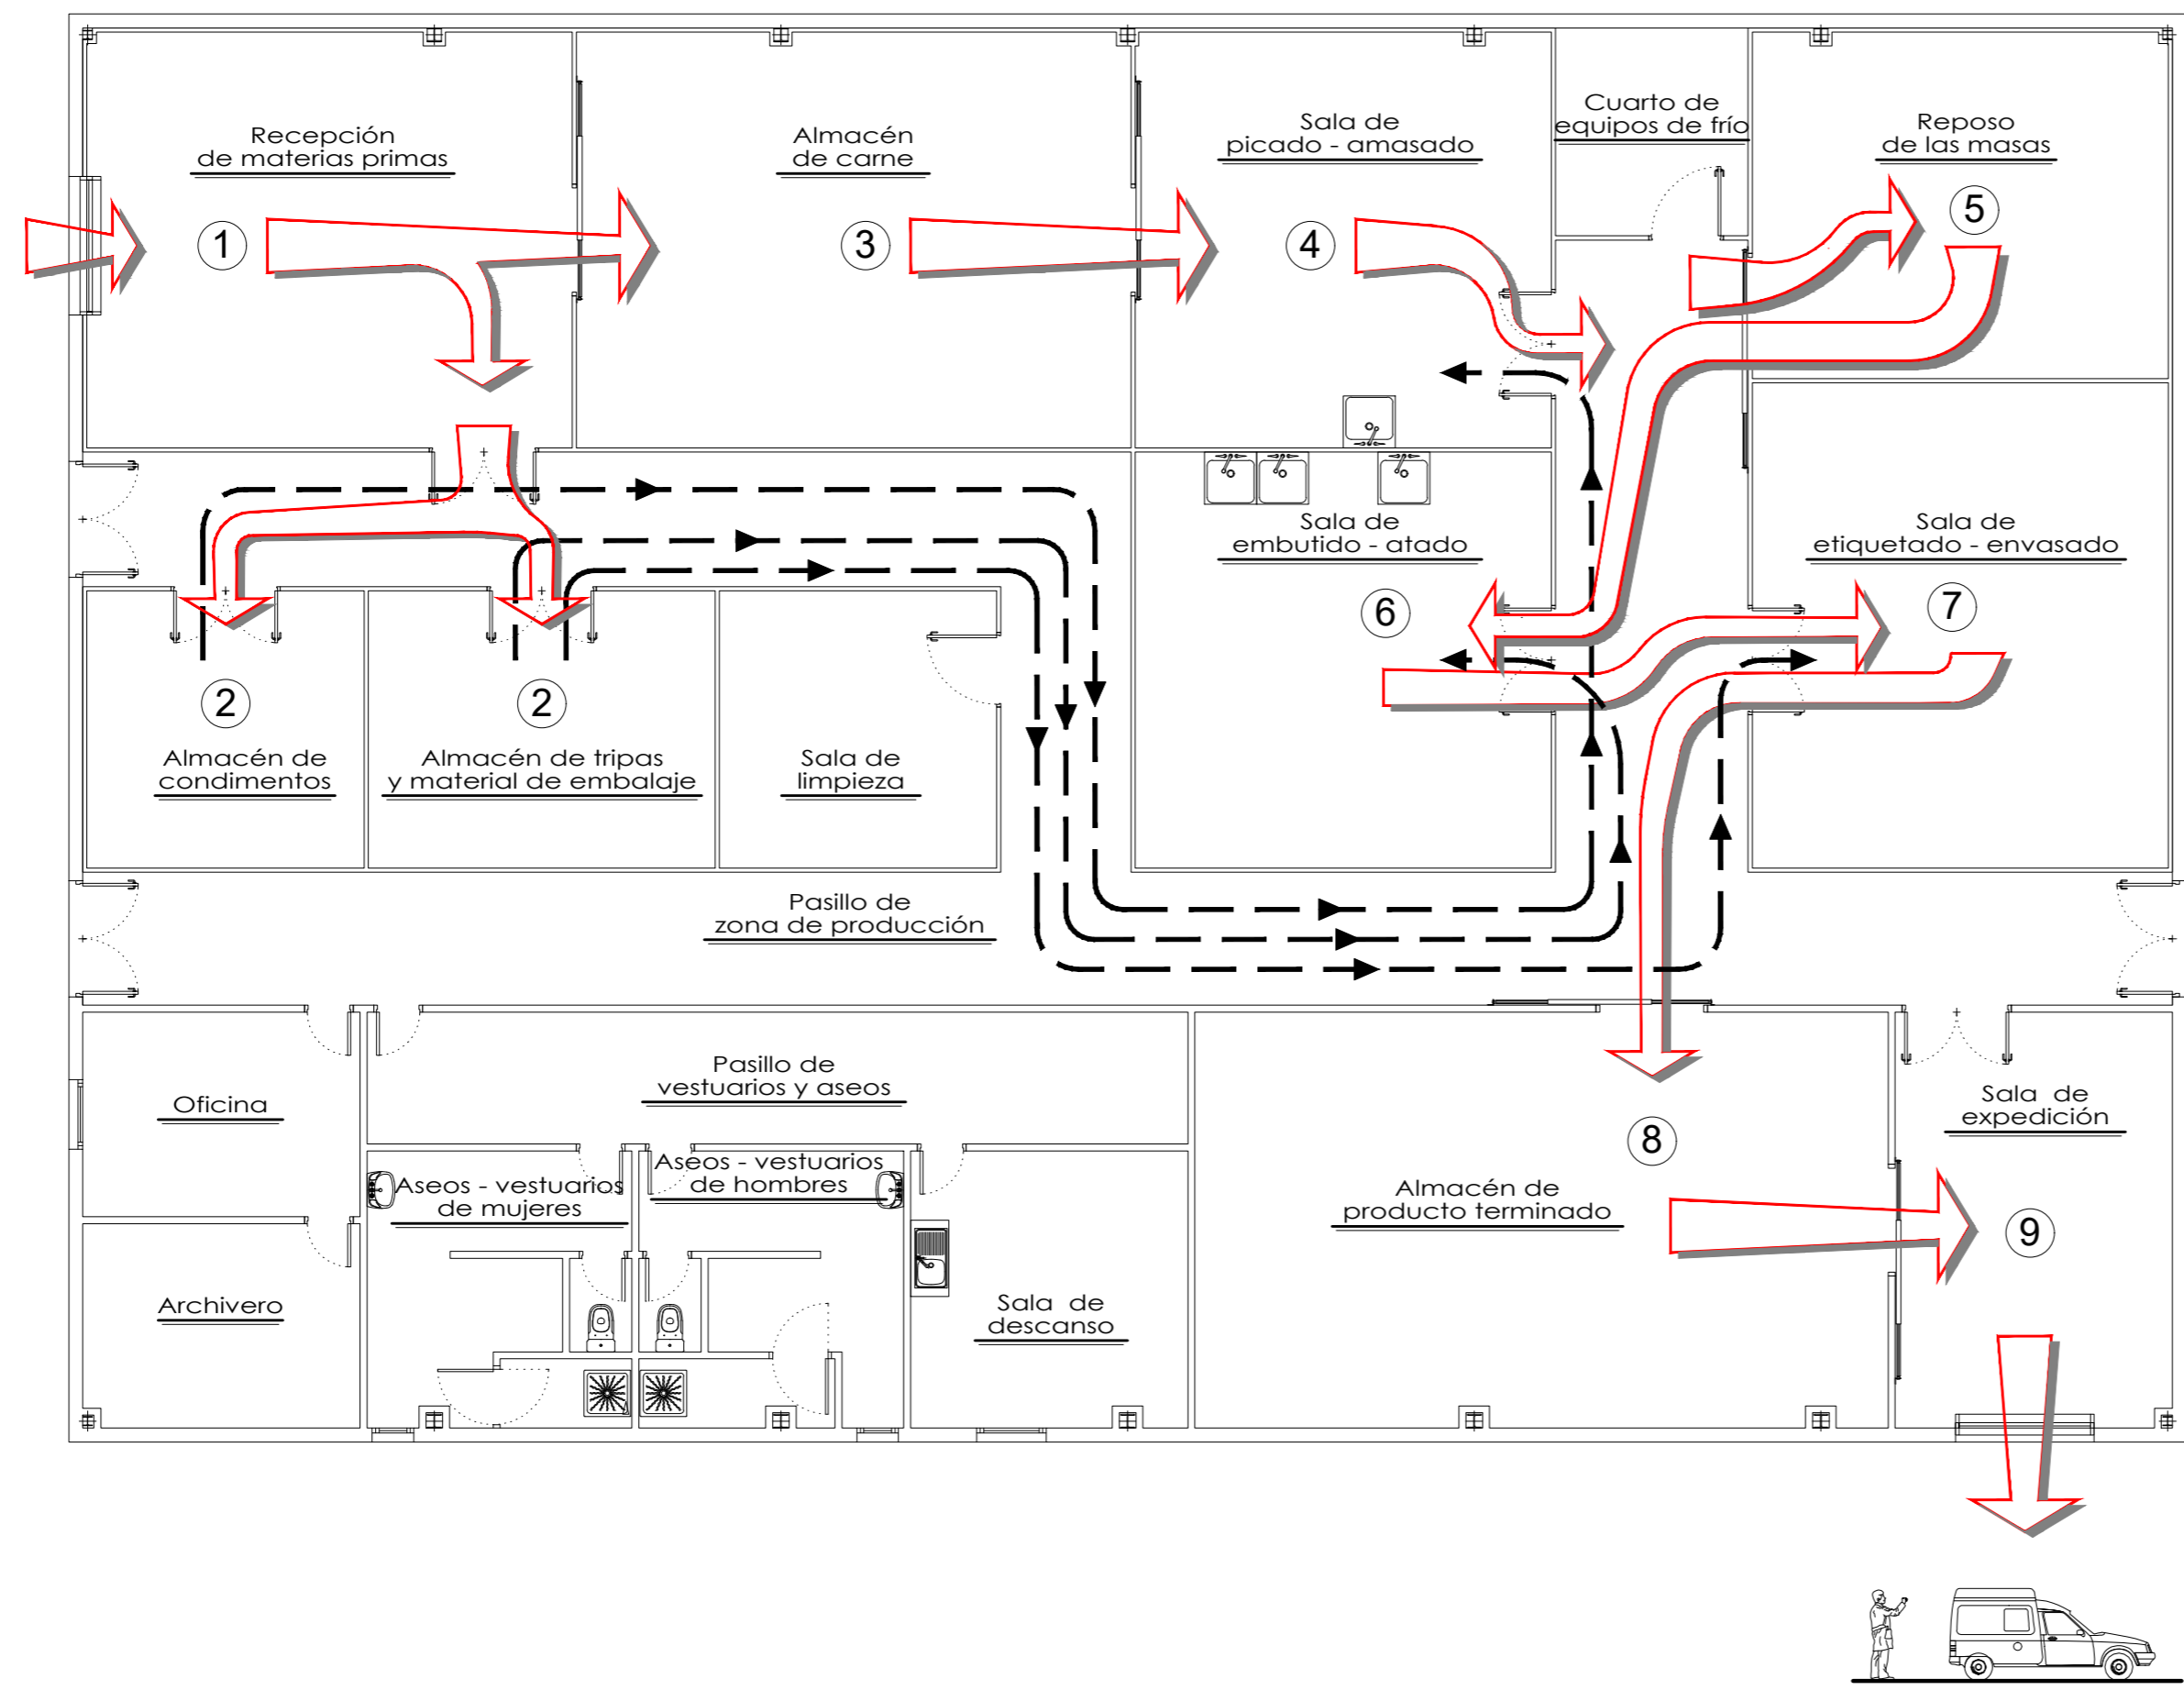 Recepción
de materias primas
1
Almacén
de carne
3
Sala de
picado - amasado
4
Cuarto de
equipos de frío
Reposo
de las masas
5
Sala de
embutido - atado
6
Sala de
etiquetado - envasado
7
2
Almacén de
condimentos
2
Almacén de tripas
y material de embalaje
Sala de
limpieza
Pasillo de
zona de producción
Oficina
Pasillo de
vestuarios y aseos
Sala de
expedición
8
Almacén de
producto terminado
9
Aseos - vestuarios
de mujeres
Aseos - vestuarios
de hombres
Archivero
Sala de
descanso